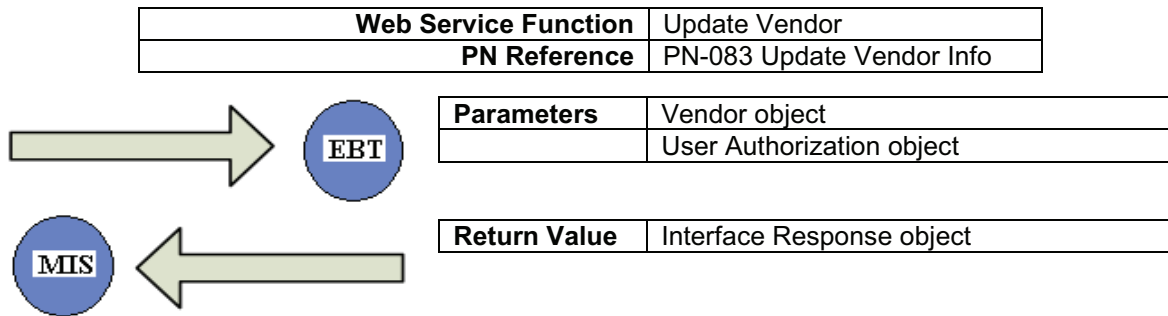 Web Service Function Update Vendor
PN Reference PN-083 Update Vendor Info
Parameters Vendor object
EBT User Authorization object
Return Value Interface Response object
MIS